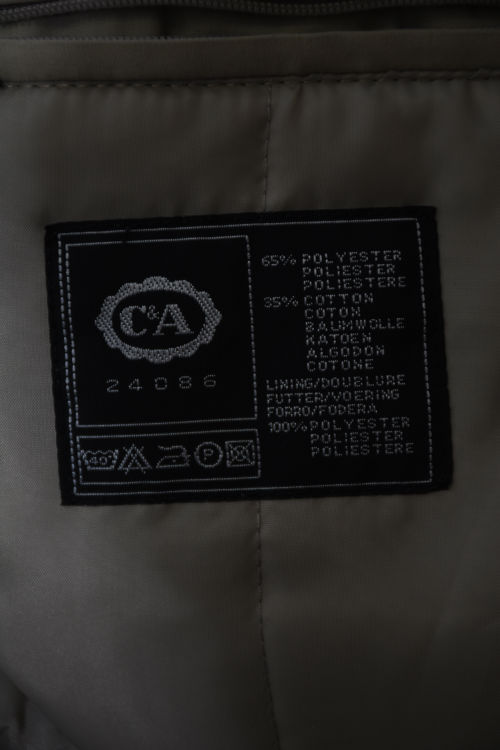 C&A
24086
40°
P
65% POLYESTER
POLIESTER
POLIESTERE
35% COTTON
COTON
BAUMWOLLE
KATOEN
ALGODON
COTONE
LINING/DOUBLURE
FUTTER/VOERING
FORRO/FODERA
100% POLYESTER
POLIESTER
POLIESTERE